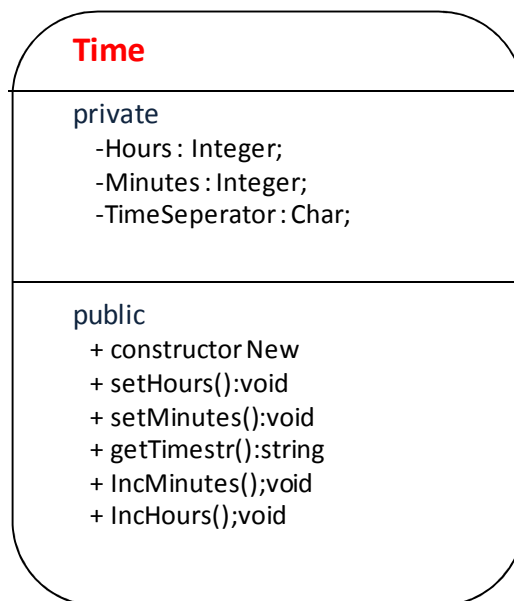 Time
private
-Hours : Integer;
-Minutes : Integer;
-TimeSeperator : Char;
public
+ constructor New
+ setHours():void
+ setMinutes():void
+ getTimestr():string
+ IncMinutes();void
+ IncHours();void